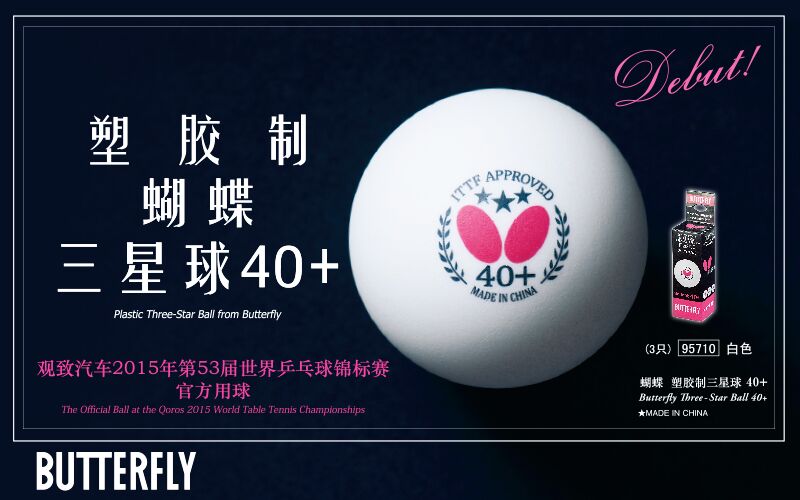 Debut!
塑胶制
蝴蝶
三星球40+
Plastic Three-Star Ball from Butterfly
ITTF APPROVED
★★★
40+
MADE IN CHINA
观致汽车2015年第53届世界乒乓球锦标赛
官方用球
The Official Ball at the Qoros 2015 World Table Tennis Championships
BUTTERFLY
(3只) 95710 白色
蝴蝶 塑胶制三星球 40+
Butterfly Three-Star Ball 40+
★MADE IN CHINA
BUTTERFLY